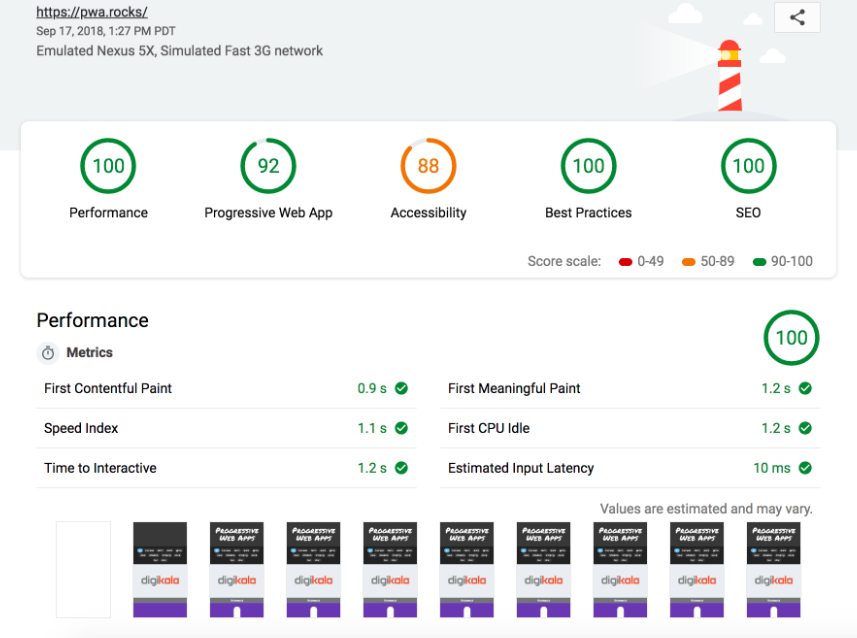 https://pwa.rocks/
Sep 17, 2018, 1:27 PM PDT
Emulated Nexus 5X, Simulated Fast 3G network
100 92 88 100 100
Performance Progressive Web App Accessibility Best Practices SEO
Score scale: 0-49 50-89 90-100
Performance
100
Metrics
First Contentful Paint 0.9 s First Meaningful Paint 1.2 s
Speed Index 1.1 s First CPU Idle 1.2 s
Time to Interactive 1.2 s Estimated Input Latency 10 ms
Values are estimated and may vary.
Progressive Progressive Progressive Progressive Progressive Progressive Progressive Progressive
Web Apps Web Apps Web Apps Web Apps Web Apps Web Apps Web Apps Web Apps
digikala digikala digikala digikala digikala digikala digikala digikala digikala